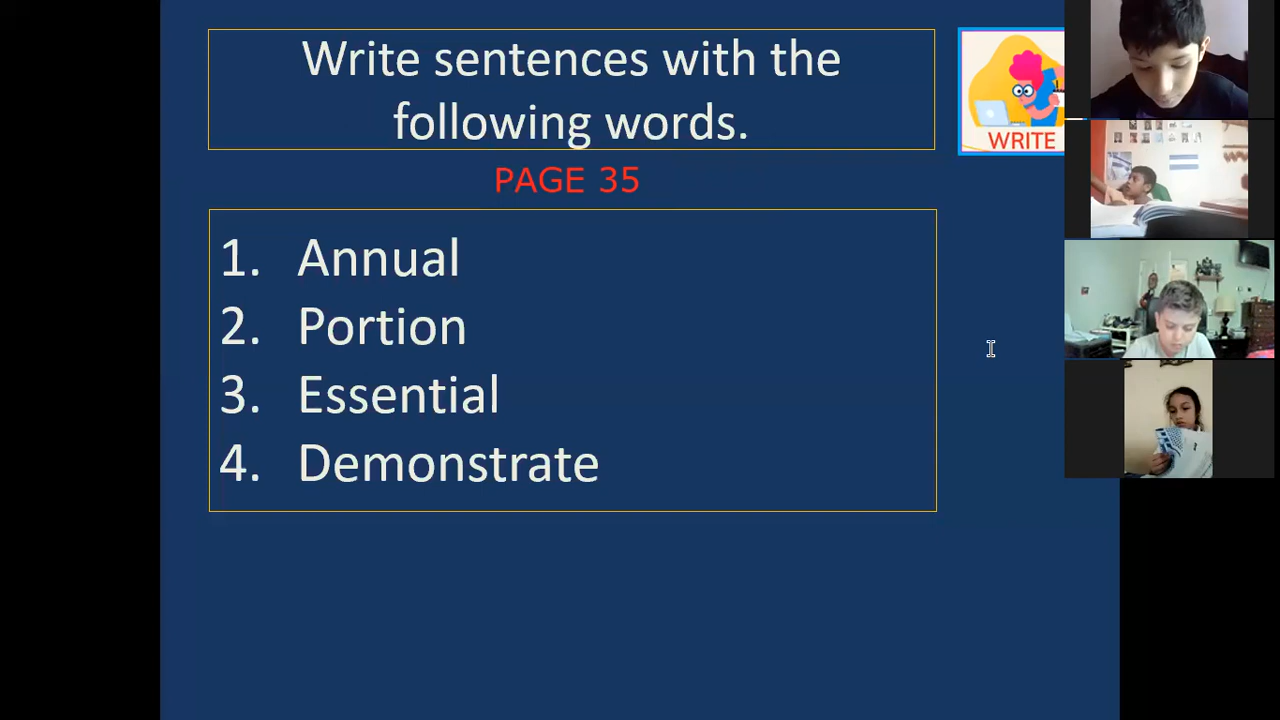 Write sentences with the
following words.
WRITE
PAGE 35
1. Annual
2. Portion
3. Essential
4. Demonstrate